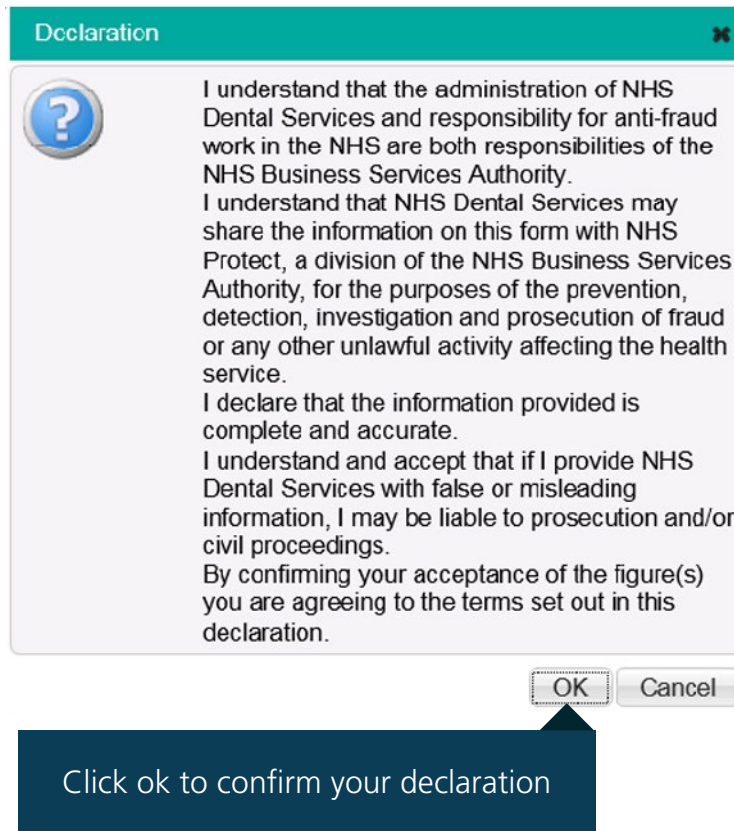 Declaration
I understand that the administration of NHS
Dental Services and responsibility for anti-fraud
work in the NHS are both responsibilities of the
NHS Business Services Authority.
I understand that NHS Dental Services may
share the information on this form with NHS
Protect, a division of the NHS Business Services
Authority, for the purposes of the prevention,
detection, investigation and prosecution of fraud
or any other unlawful activity affecting the health
service.
I declare that the information provided is
complete and accurate.
I understand and accept that if I provide NHS
Dental Services with false or misleading
information, I may be liable to prosecution and/or
civil proceedings.
By confirming your acceptance of the figure(s)
you are agreeing to the terms set out in this
declaration.
OK Cancel
Click ok to confirm your declaration